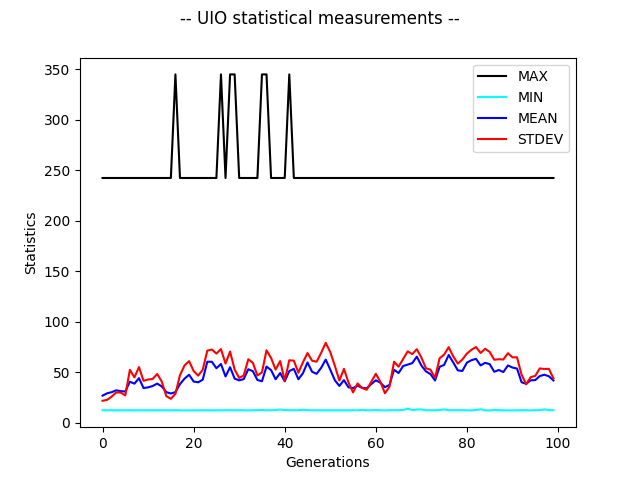 -- UIO statistical measurements --
350
300
250
200
150
100
50
0
Statistics
0 20 40 60 80 100
Generations
MAX
MIN
MEAN
STDEV